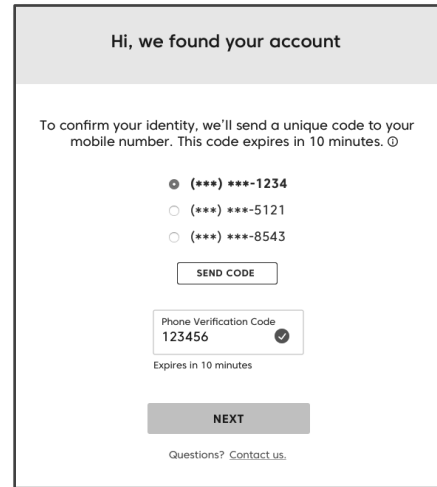 Hi, we found your account
To confirm your identity, we'll send a unique code to your
mobile number. This code expires in 10 minutes. ⓘ
(***) ***-1234
(***) ***-5121
(***) ***-8543
SEND CODE
Phone Verification Code
123456
Expires in 10 minutes
NEXT
Questions? Contact us.